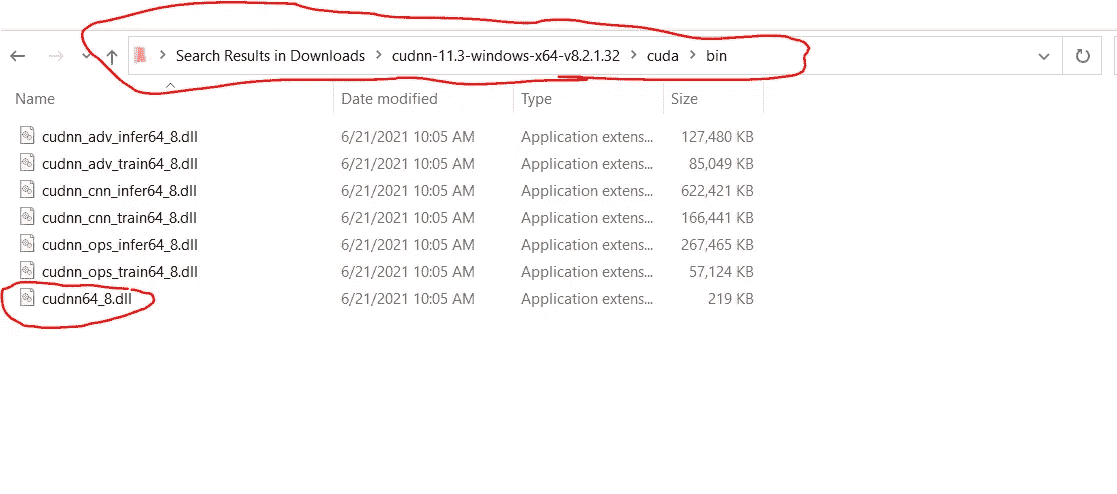 Search Results in Downloads > cudnn-11.3-windows-x64-v8.2.1.32 > cuda > bin
Name Date modified Type Size
cudnn_adv_infer64_8.dll 6/21/2021 10:05 AM Application extens... 127,480 KB
cudnn_adv_train64_8.dll 6/21/2021 10:05 AM Application extens... 85,049 KB
cudnn_cnn_infer64_8.dll 6/21/2021 10:05 AM Application extens... 622,421 KB
cudnn_cnn_train64_8.dll 6/21/2021 10:05 AM Application extens... 166,441 KB
cudnn_ops_infer64_8.dll 6/21/2021 10:05 AM Application extens... 267,465 KB
cudnn_ops_train64_8.dll 6/21/2021 10:05 AM Application extens... 57,124 KB
cudnn64_8.dll 6/21/2021 10:05 AM Application extens... 219 KB